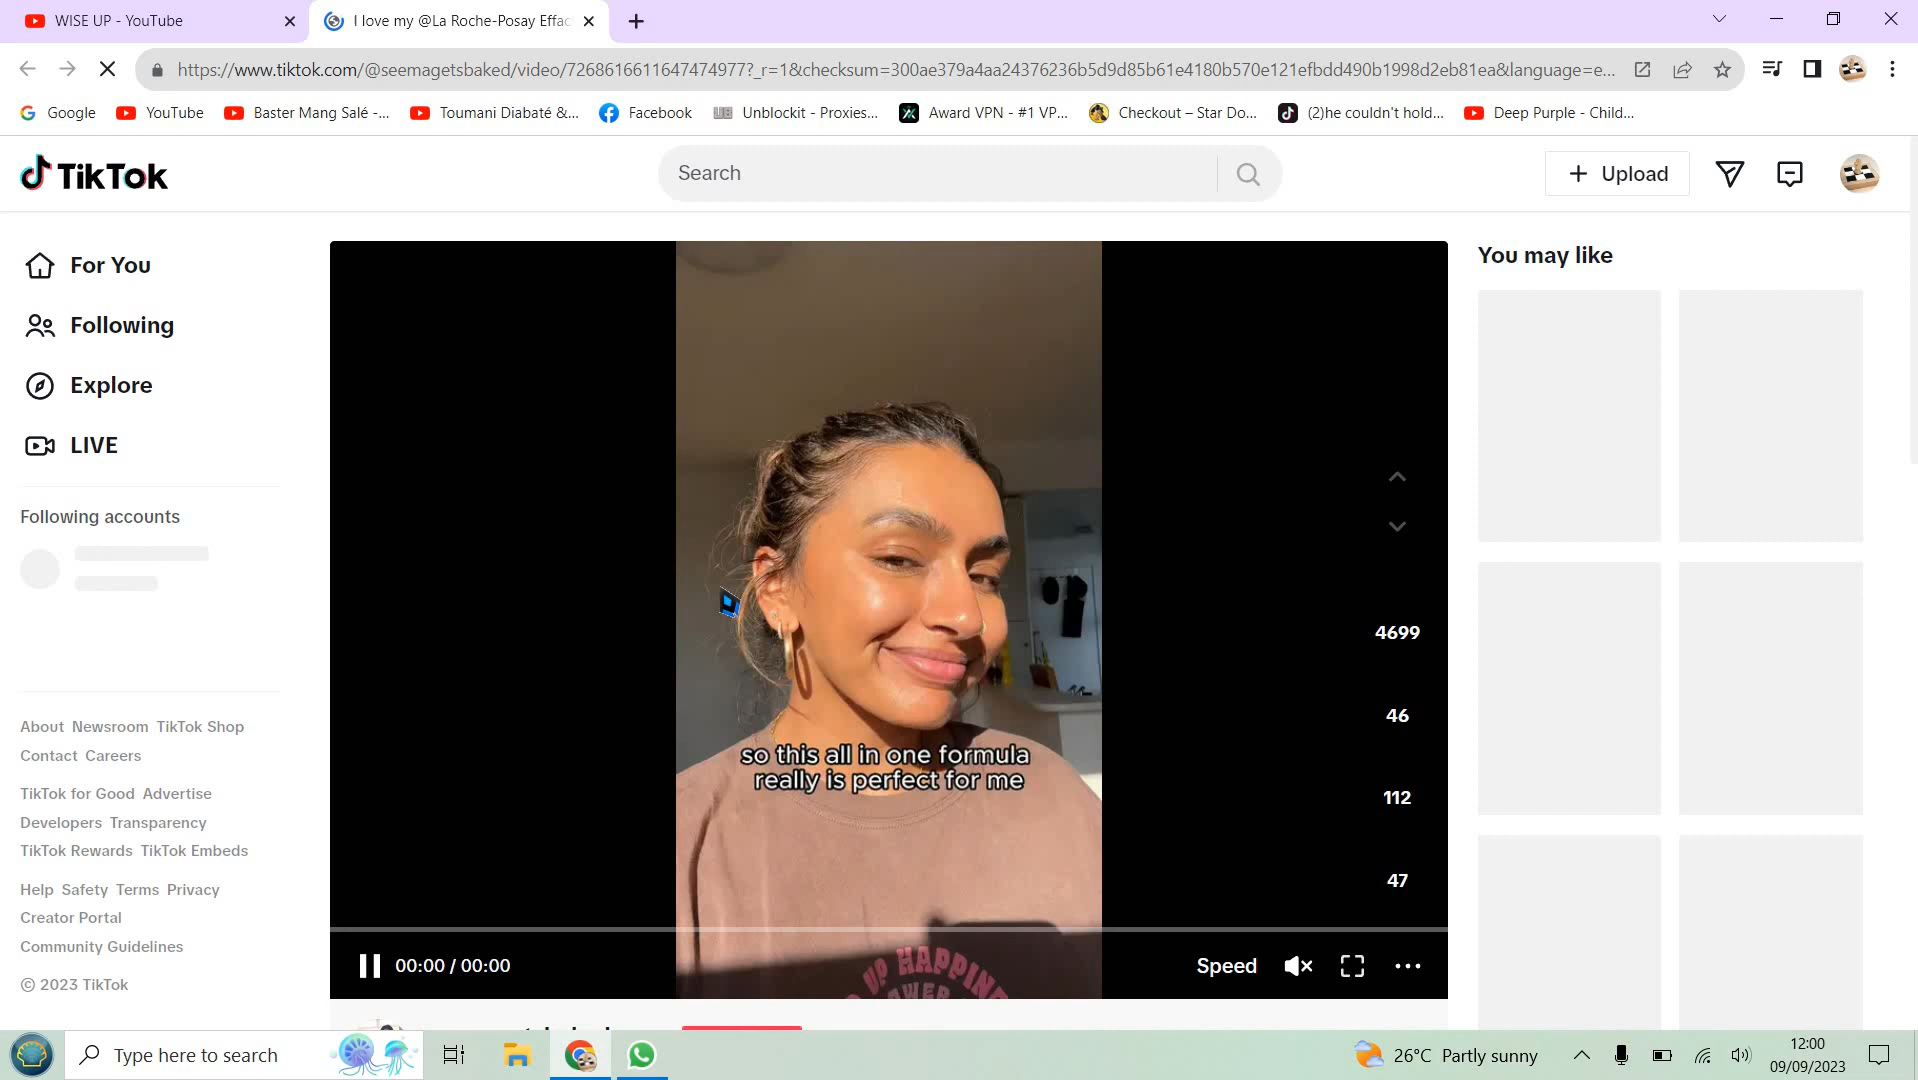 WISE UP - YouTube
I love my @La Roche-Posay Effac
https://www.tiktok.com/@seemagetsbaked/video/7268616611647474977?_r=1&checksum=300ae379a4aa24376236b5d9d85b61e4180b570e121efbdd490b1998d2eb81ea&language=e...
Google
YouTube
Baster Mang Salé -...
Toumani Diabaté &...
Facebook
Unblockit - Proxies...
Award VPN - #1 VP...
Checkout – Star Do...
(2)he couldn't hold...
Deep Purple - Child...
TikTok
Search
Upload
For You
Following
Explore
LIVE
Following accounts
About Newsroom TikTok Shop
Contact Careers
TikTok for Good Advertise
Developers Transparency
TikTok Rewards TikTok Embeds
Help Safety Terms Privacy
Creator Portal
Community Guidelines
© 2023 TikTok
so this all in one formula
really is perfect for me
UP HAPPIN
4699
46
112
47
00:00 / 00:00
Speed
You may like
Type here to search
26°C Partly sunny
12:00
09/09/2023